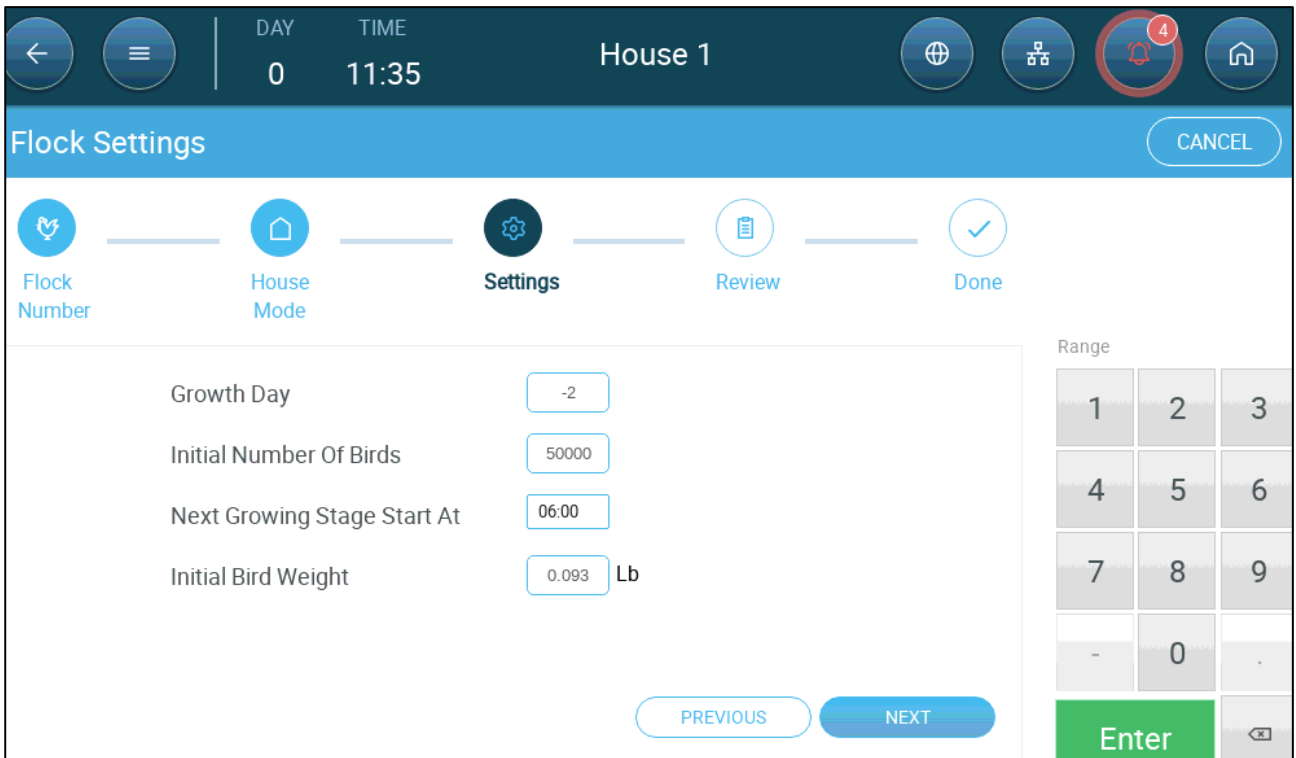 DAY TIME 4
0 11:35 House 1
Flock Settings CANCEL
Flock House Settings Review Done
Number Mode
Range
Growth Day -2
1 2 3
Initial Number Of Birds 50000
4 5 6
Next Growing Stage Start At 06:00
Initial Bird Weight 0.093 Lb
7 8 9
- 0 .
PREVIOUS NEXT
Enter